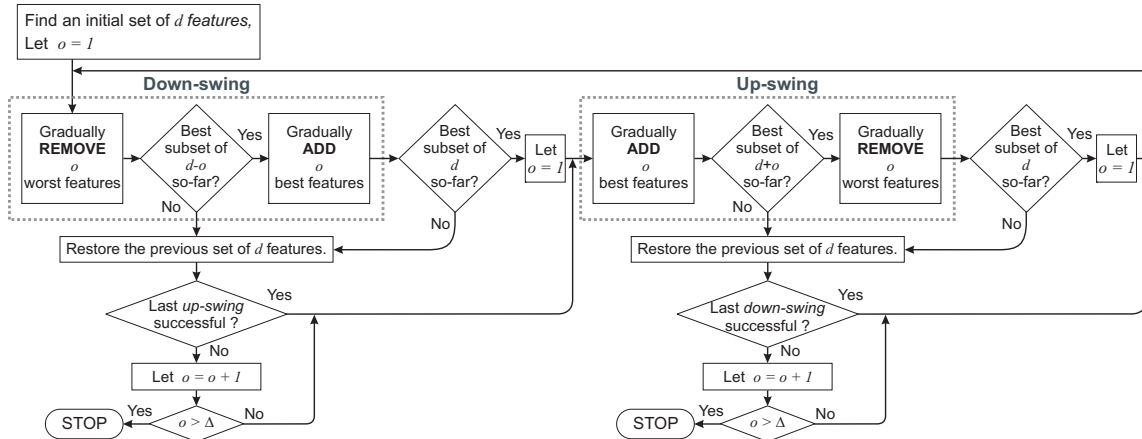 Find an initial set of d features,
Let o = 1
Down-swing
Gradually
REMOVE
o
worst features
Best
subset of
d-o
so-far?
Yes
No
Gradually
ADD
o
best features
Best
subset of
d
so-far?
Yes
No
Let
o = 1
Restore the previous set of d features.
Last up-swing
successful ?
Yes
No
Let o = o + 1
o > Δ
Yes
No
STOP
Up-swing
Gradually
ADD
o
best features
Best
subset of
d+o
so-far?
Yes
No
Gradually
REMOVE
o
worst features
Best
subset of
d
so-far?
Yes
No
Let
o = 1
Restore the previous set of d features.
Last down-swing
successful ?
Yes
No
Let o = o + 1
o > Δ
Yes
No
STOP